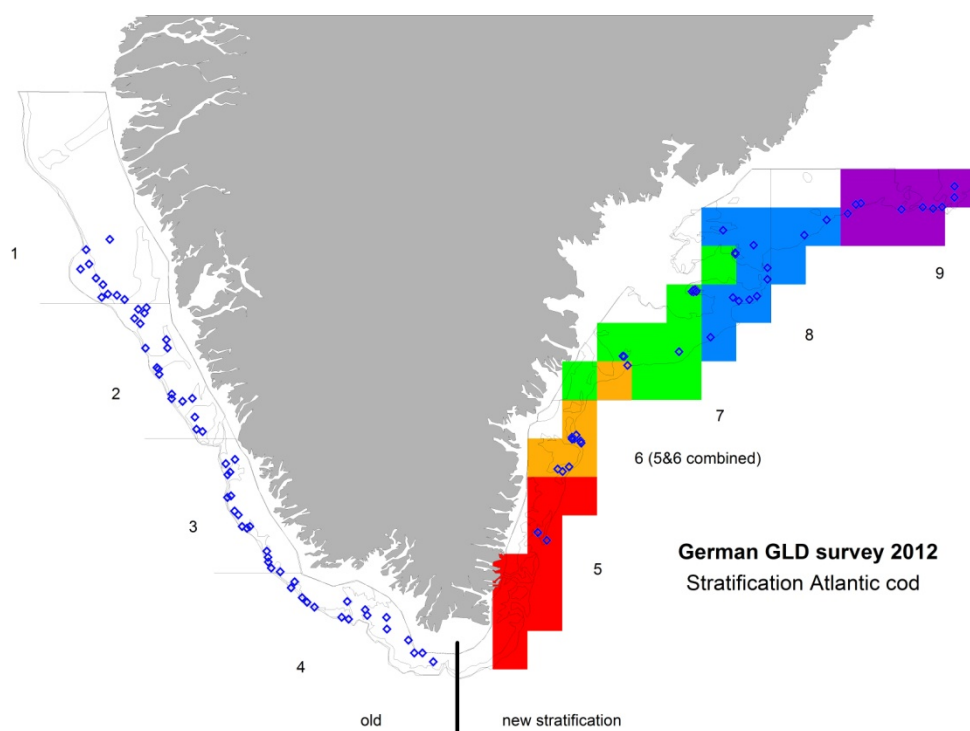 1
2
3
4
5
6 (5&6 combined)
7
8
9
German GLD survey 2012
Stratification Atlantic cod
old
new stratification